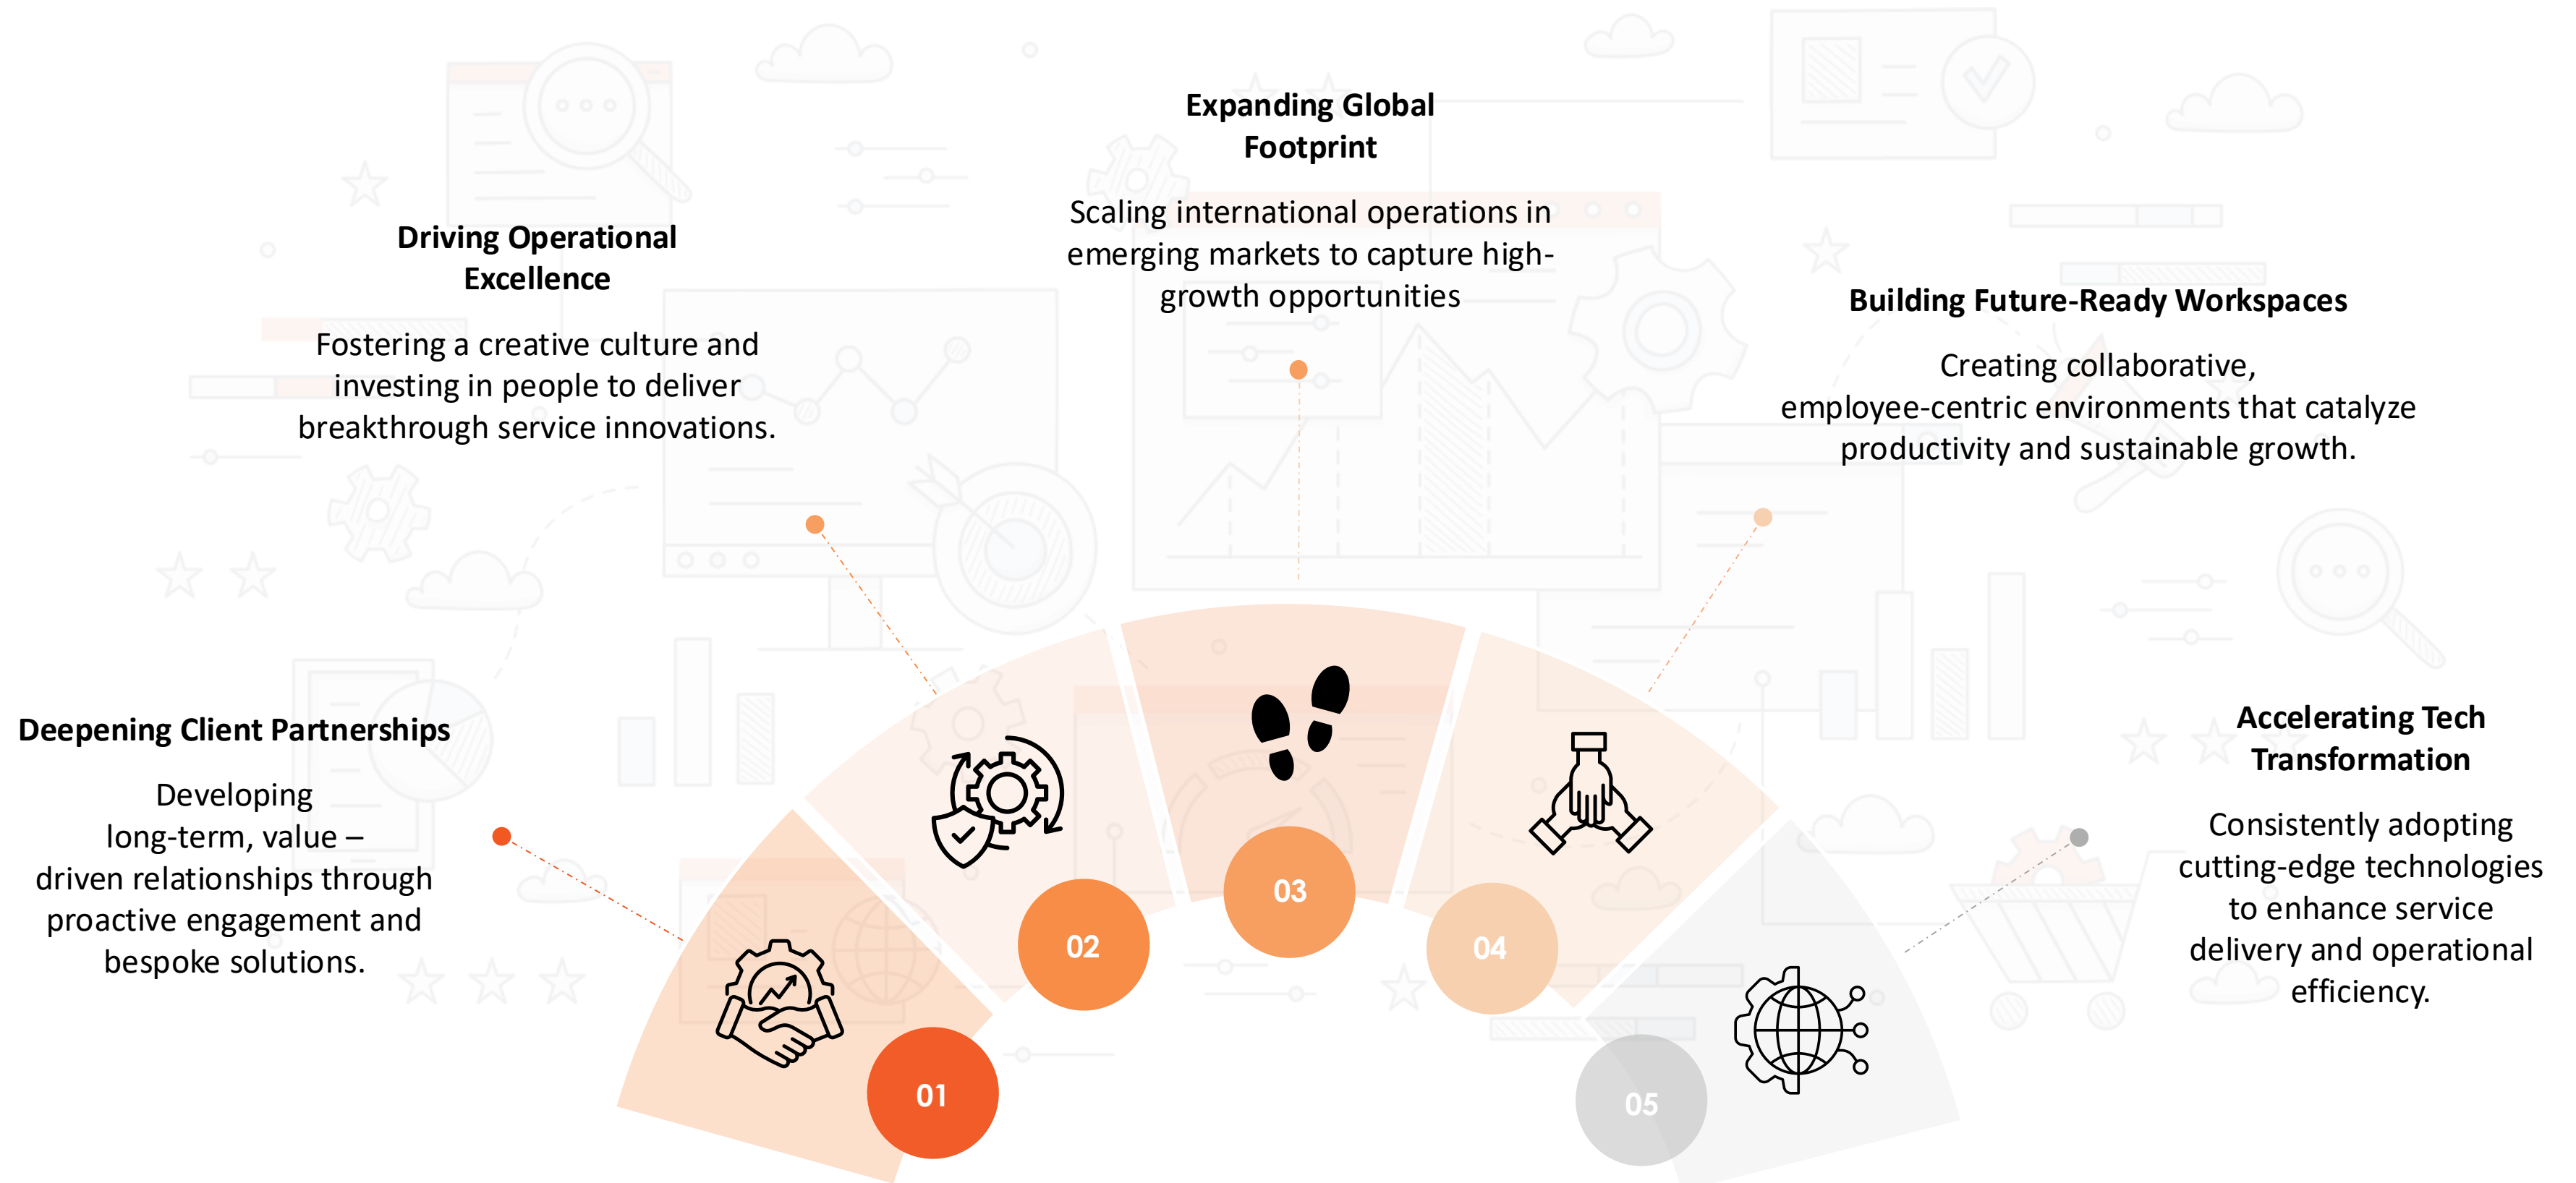 Deepening Client Partnerships
Developing
long-term, value –
driven relationships through
proactive engagement and
bespoke solutions.
01
Driving Operational
Excellence
Fostering a creative culture and
investing in people to deliver
breakthrough service innovations.
02
Expanding Global
Footprint
Scaling international operations in
emerging markets to capture high-
growth opportunities
03
Building Future-Ready Workspaces
Creating collaborative,
employee-centric environments that catalyze
productivity and sustainable growth.
04
Accelerating Tech
Transformation
Consistently adopting
cutting-edge technologies
to enhance service
delivery and operational
efficiency.
05